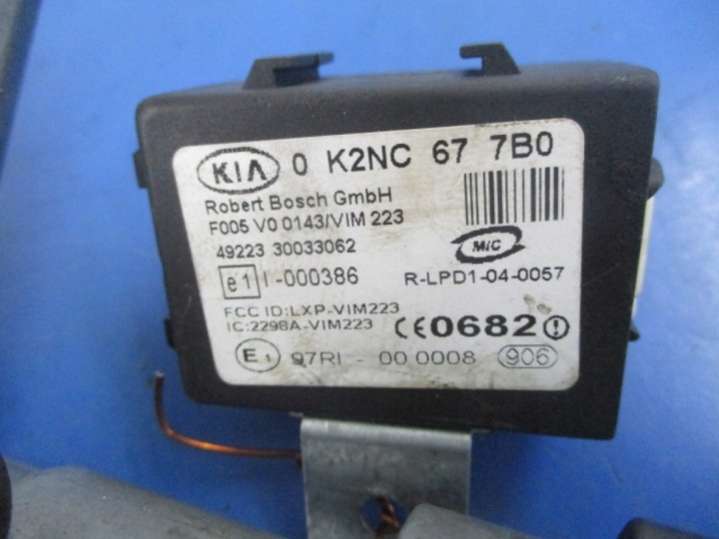 KIA 0 K2NC 67 7B0
Robert Bosch GmbH
F005 V0 0143/VIM 223
49223 30033062
MIC
e1 I-000386
R-LPD1-04-0057
FCC ID:LXP-VIM223
IC:2298A-VIM223
CE0682
E1 97RI - 00 0008 906